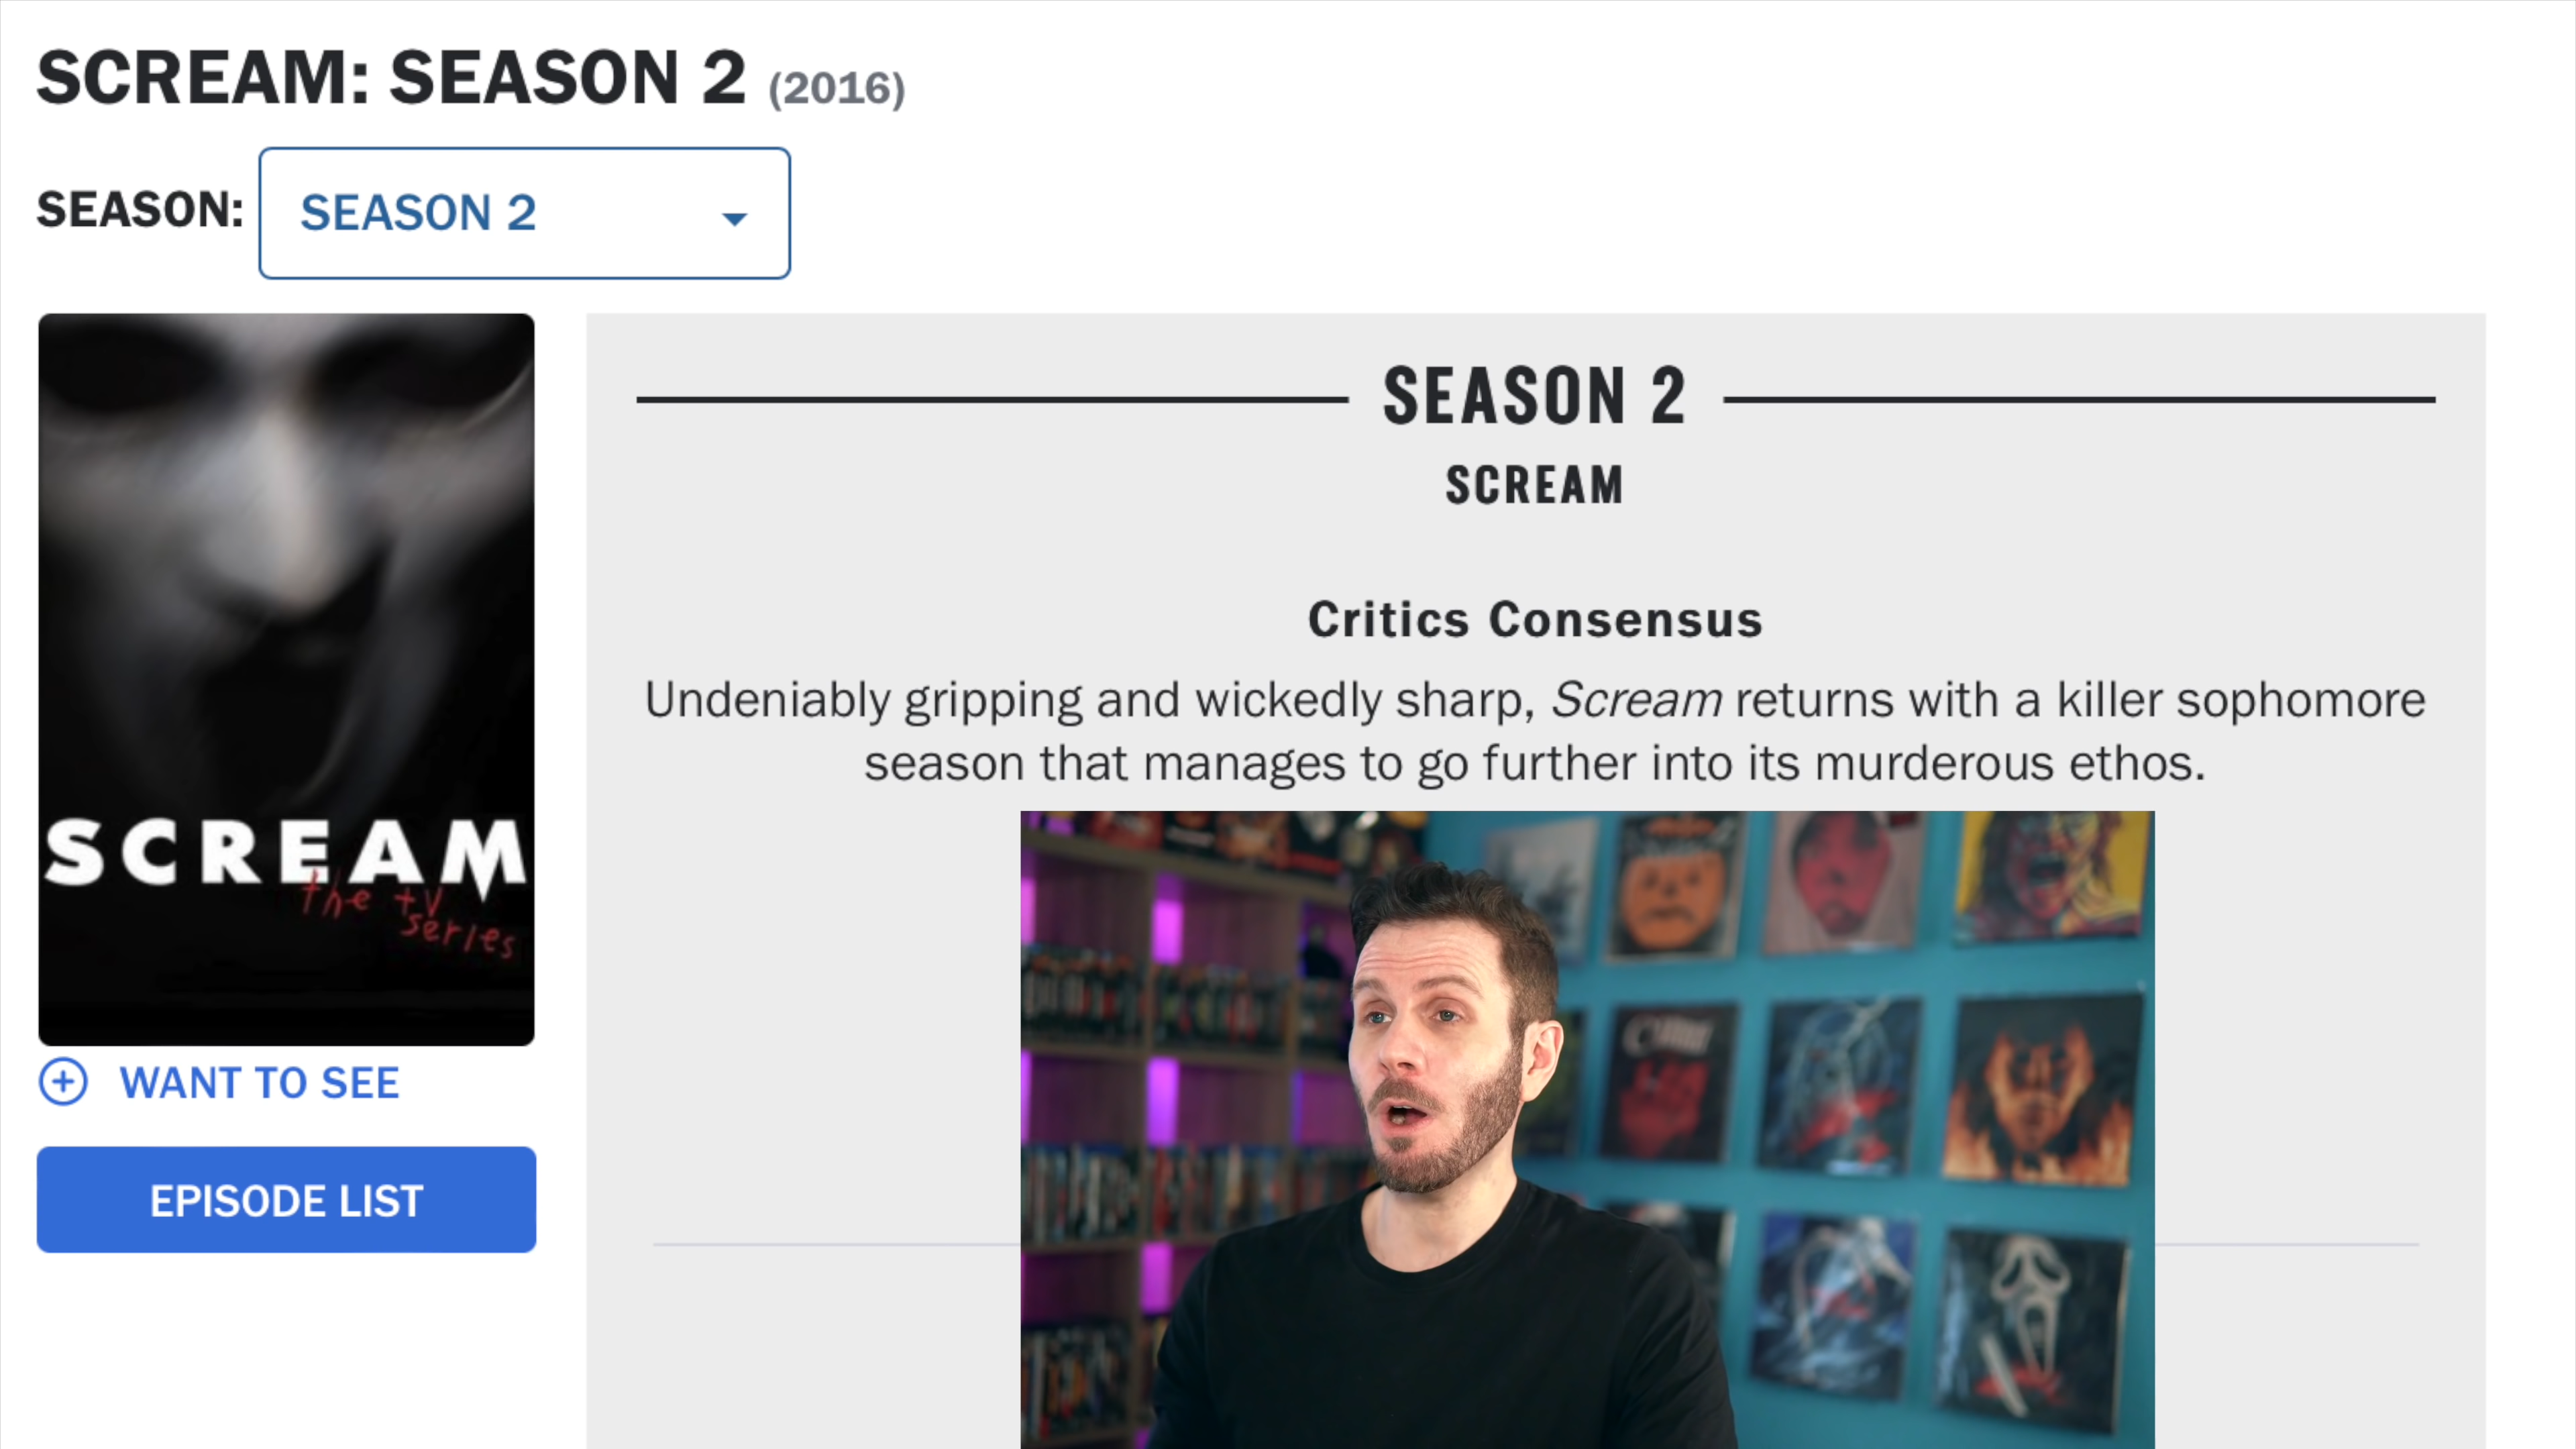 SCREAM: SEASON 2 (2016)
SEASON: SEASON 2
SCREAM
the tv
series
WANT TO SEE
EPISODE LIST
SEASON 2
SCREAM
Critics Consensus
Undeniably gripping and wickedly sharp, Scream returns with a killer sophomore
season that manages to go further into its murderous ethos.